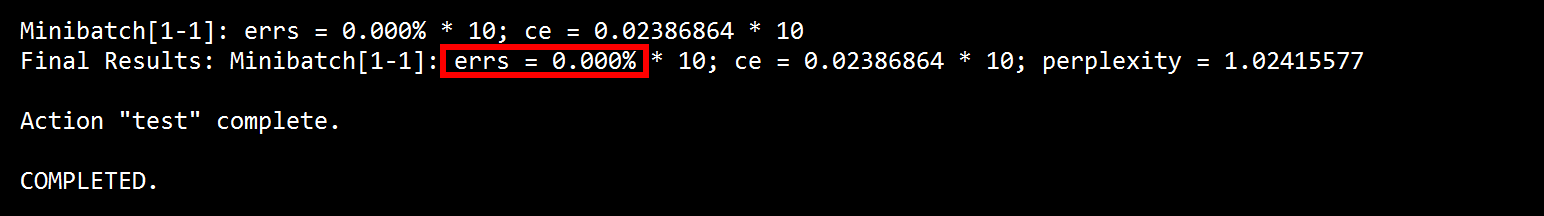 Minibatch[1-1]: errs = 0.000% * 10; ce = 0.02386864 * 10
Final Results: Minibatch[1-1]: errs = 0.000% * 10; ce = 0.02386864 * 10; perplexity = 1.02415577
Action "test" complete.
COMPLETED.